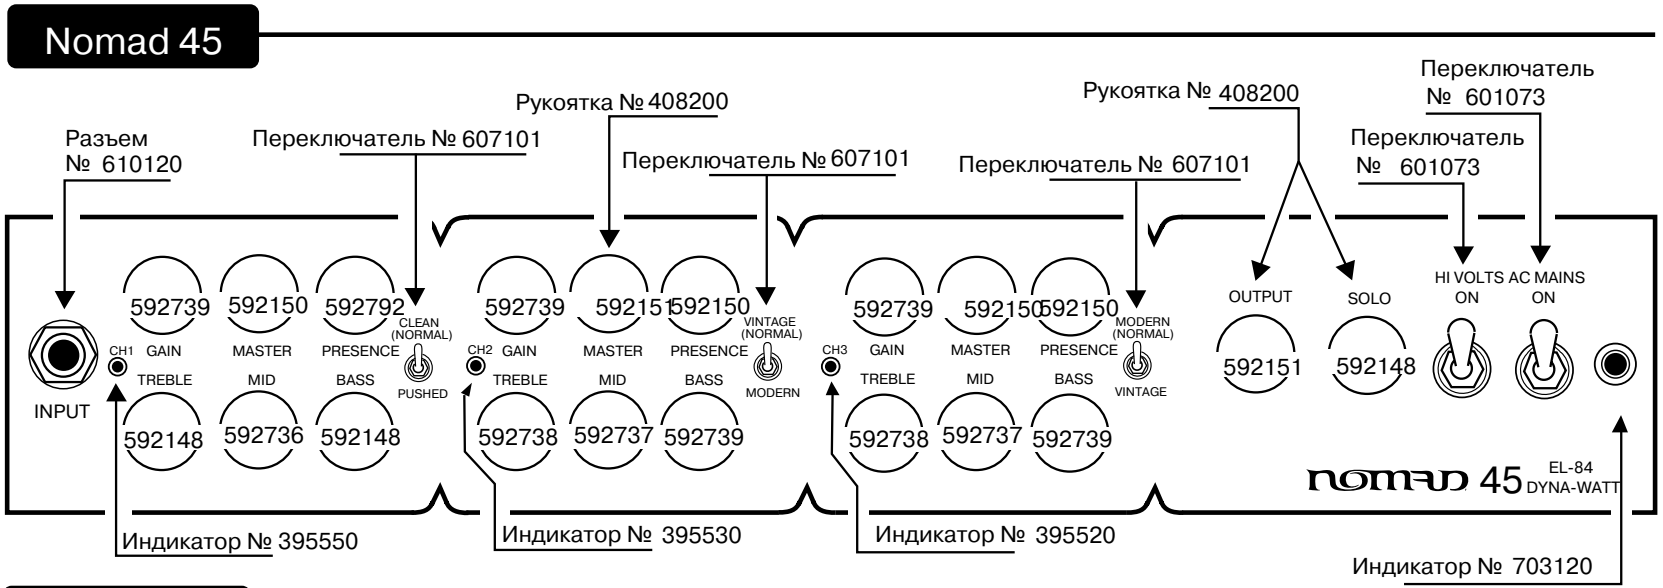 Nomad 45
Переключатель
№ 601073
Рукоятка № 408200
Рукоятка № 408200
Разъем
№ 610120
Переключатель № 607101
Переключатель № 607101
Переключатель № 607101
Переключатель
№ 601073
592739 592150 592792
CLEAN
(NORMAL)
592739 592151 592150
VINTAGE
(NORMAL)
592739 592150 592150
MODERN
(NORMAL)
OUTPUT SOLO
HI VOLTS AC MAINS
ON ON
CH1 GAIN MASTER PRESENCE
CH2 GAIN MASTER PRESENCE
CH3 GAIN MASTER PRESENCE
592151 592148
TREBLE MID BASS
PUSHED
TREBLE MID BASS
MODERN
TREBLE MID BASS
VINTAGE
INPUT
592148 592736 592148
592738 592737 592739
592738 592737 592739
nomad 45 EL-84
DYNA-WATT
Индикатор № 395550
Индикатор № 395530
Индикатор № 395520
Индикатор № 703120